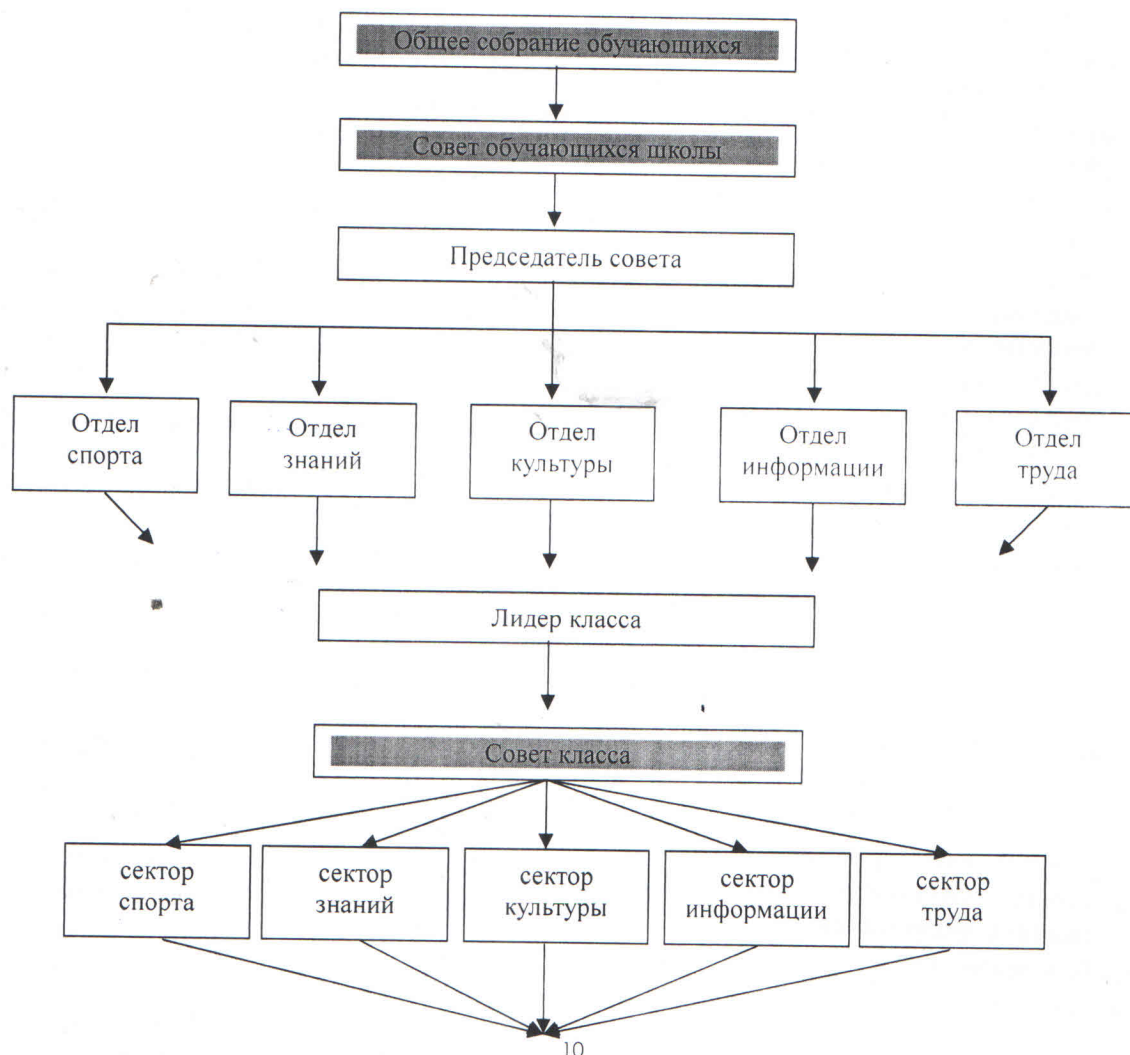 Общее собрание обучающихся
Совет обучающихся школы
Председатель совета
Отдел
спорта
Отдел
знаний
Отдел
культуры
Отдел
информации
Отдел
труда
Лидер класса
Совет класса
сектор
спорта
сектор
знаний
сектор
культуры
сектор
информации
сектор
труда
10